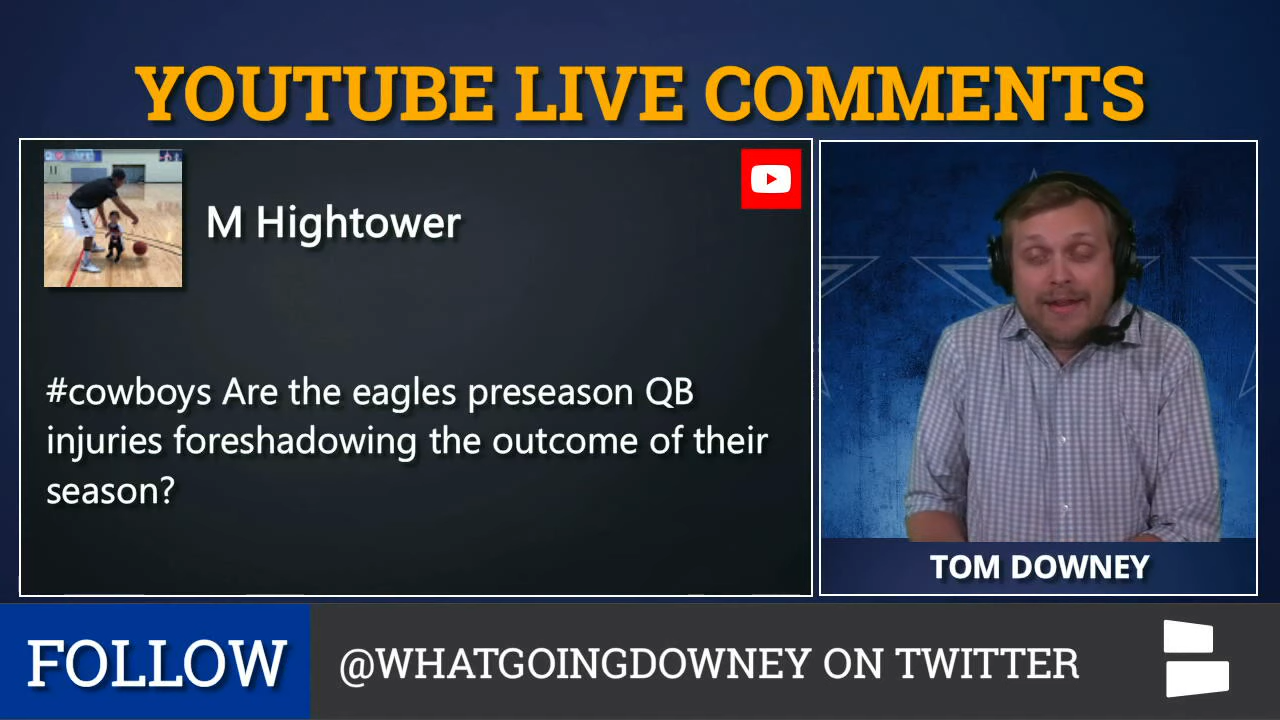 YOUTUBE LIVE COMMENTS
M Hightower
#cowboys Are the eagles preseason QB
injuries foreshadowing the outcome of their
season?
TOM DOWNEY
FOLLOW
@WHATGOINGDOWNEY ON TWITTER